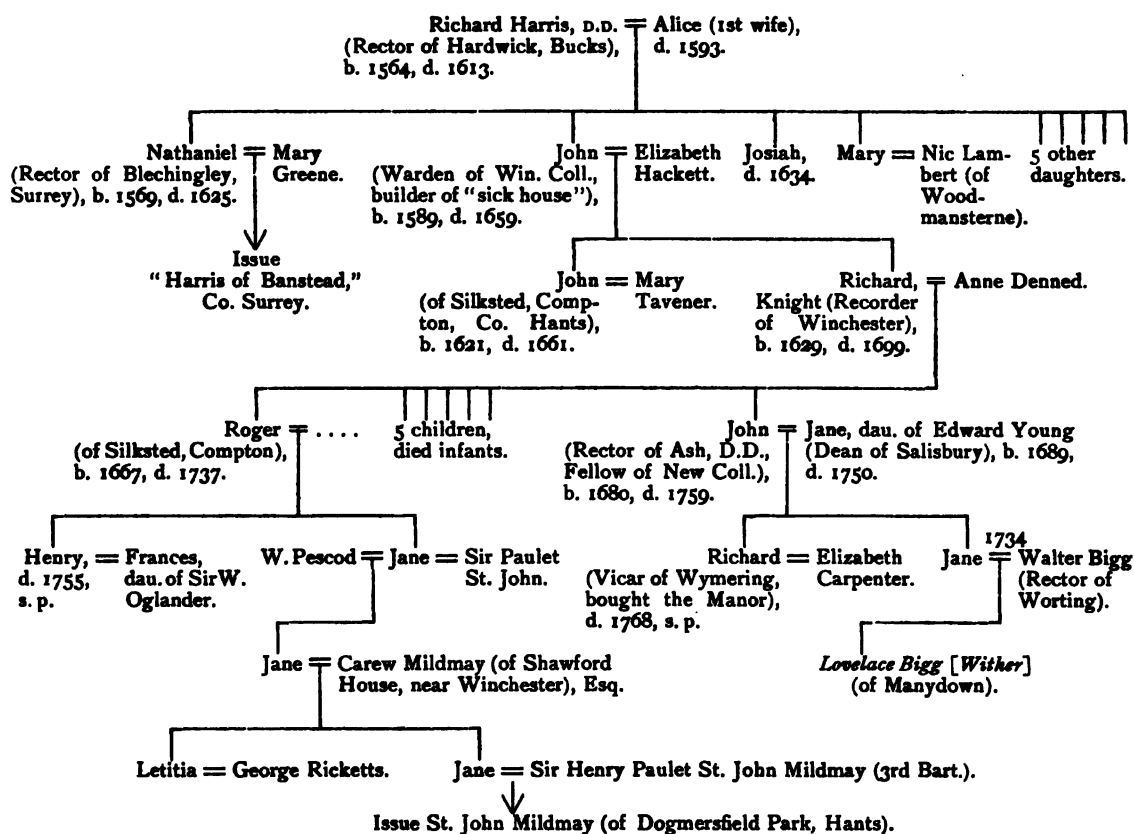 Richard Harris, D.D. = Alice (1st wife),
(Rector of Hardwick, Bucks), d. 1593.
b. 1564, d. 1613.
Nathaniel = Mary
(Rector of Blechingley, Greene.
Surrey), b. 1569, d. 1625.
Issue
"Harris of Banstead,"
Co. Surrey.
John = Elizabeth
(Warden of Win. Coll., Hackett.
builder of "sick house"),
b. 1589, d. 1659.
Josiah,
d. 1634.
Mary = Nic Lam-
bert (of
Wood-
mansterne).
5 other
daughters.
John = Mary
(of Silksted, Comp- Tavener.
ton, Co. Hants),
b. 1621, d. 1661.
Richard, = Anne Denned.
Knight (Recorder
of Winchester),
b. 1629, d. 1699.
Roger = ....
(of Silksted, Compton),
b. 1667, d. 1737.
5 children,
died infants.
John = Jane, dau. of Edward Young
(Rector of Ash, D.D., (Dean of Salisbury), b. 1689,
Fellow of New Coll.), d. 1750.
b. 1680, d. 1759.
Henry, = Frances,
d. 1755, dau. of Sir W.
s. p. Oglander.
W. Pescod = Jane = Sir Paulet
St. John.
Richard = Elizabeth
(Vicar of Wymering, Carpenter.
bought the Manor),
d. 1768, s. p.
1734
Jane = Walter Bigg
(Rector of
Worting).
Jane = Carew Mildmay (of Shawford
House, near Winchester), Esq.
Lovelace Bigg [Wither]
(of Manydown).
Letitia = George Ricketts.
Jane = Sir Henry Paulet St. John Mildmay (3rd Bart.).
Issue St. John Mildmay (of Dogmersfield Park, Hants).